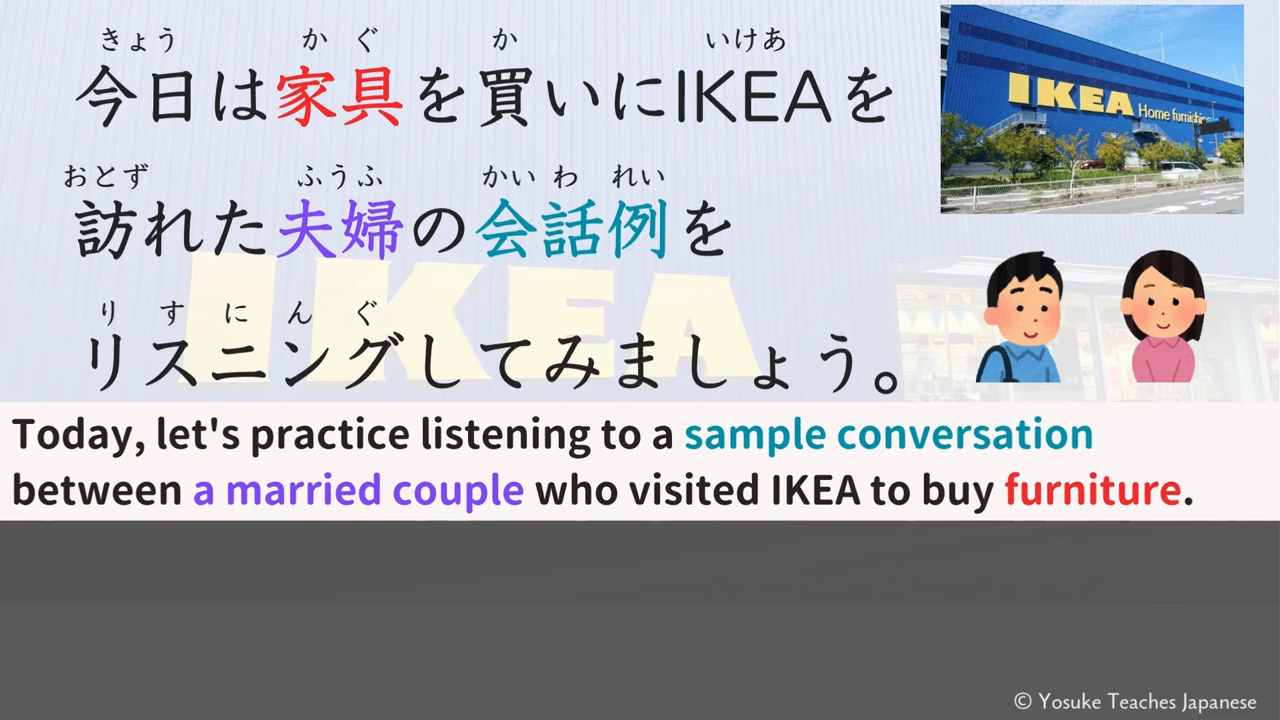 きょう か ぐ か いけあ
今日は家具を買いにIKEAを
おとず ふうふ かい わ れい
訪れた夫婦の会話例を
り す に ん ぐ
リスニングしてみましょう。
IKEA
Today, let's practice listening to a sample conversation
between a married couple who visited IKEA to buy furniture.
IKEA Home furnishing
© Yosuke Teaches Japanese